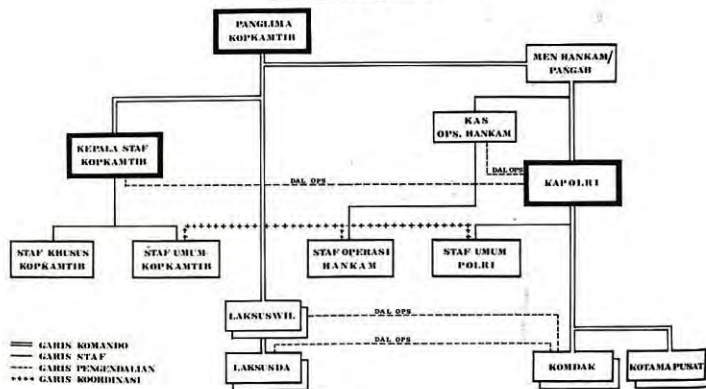 PANGLIMA
KOPKAMTIB
MEN HANKAM/
PANGAB
KAS
OPS. HANKAM
KEPALA STAF
KOPKAMTIB
DAL OPS
DAL OPS
KAPOLRI
STAF KHUSUS
KOPKAMTIB
STAF UMUM
KOPKAMTIB
STAF OPERASI
HANKAM
STAF UMUM
POLRI
LAKSUSWIL
DAL OPS
GARIS KOMANDO
GARIS STAF
GARIS PENGENDALIAN
GARIS KOORDINASI
LAKSUSDA
DAL OPS
KOMDAK
KOTAMA PUSAT